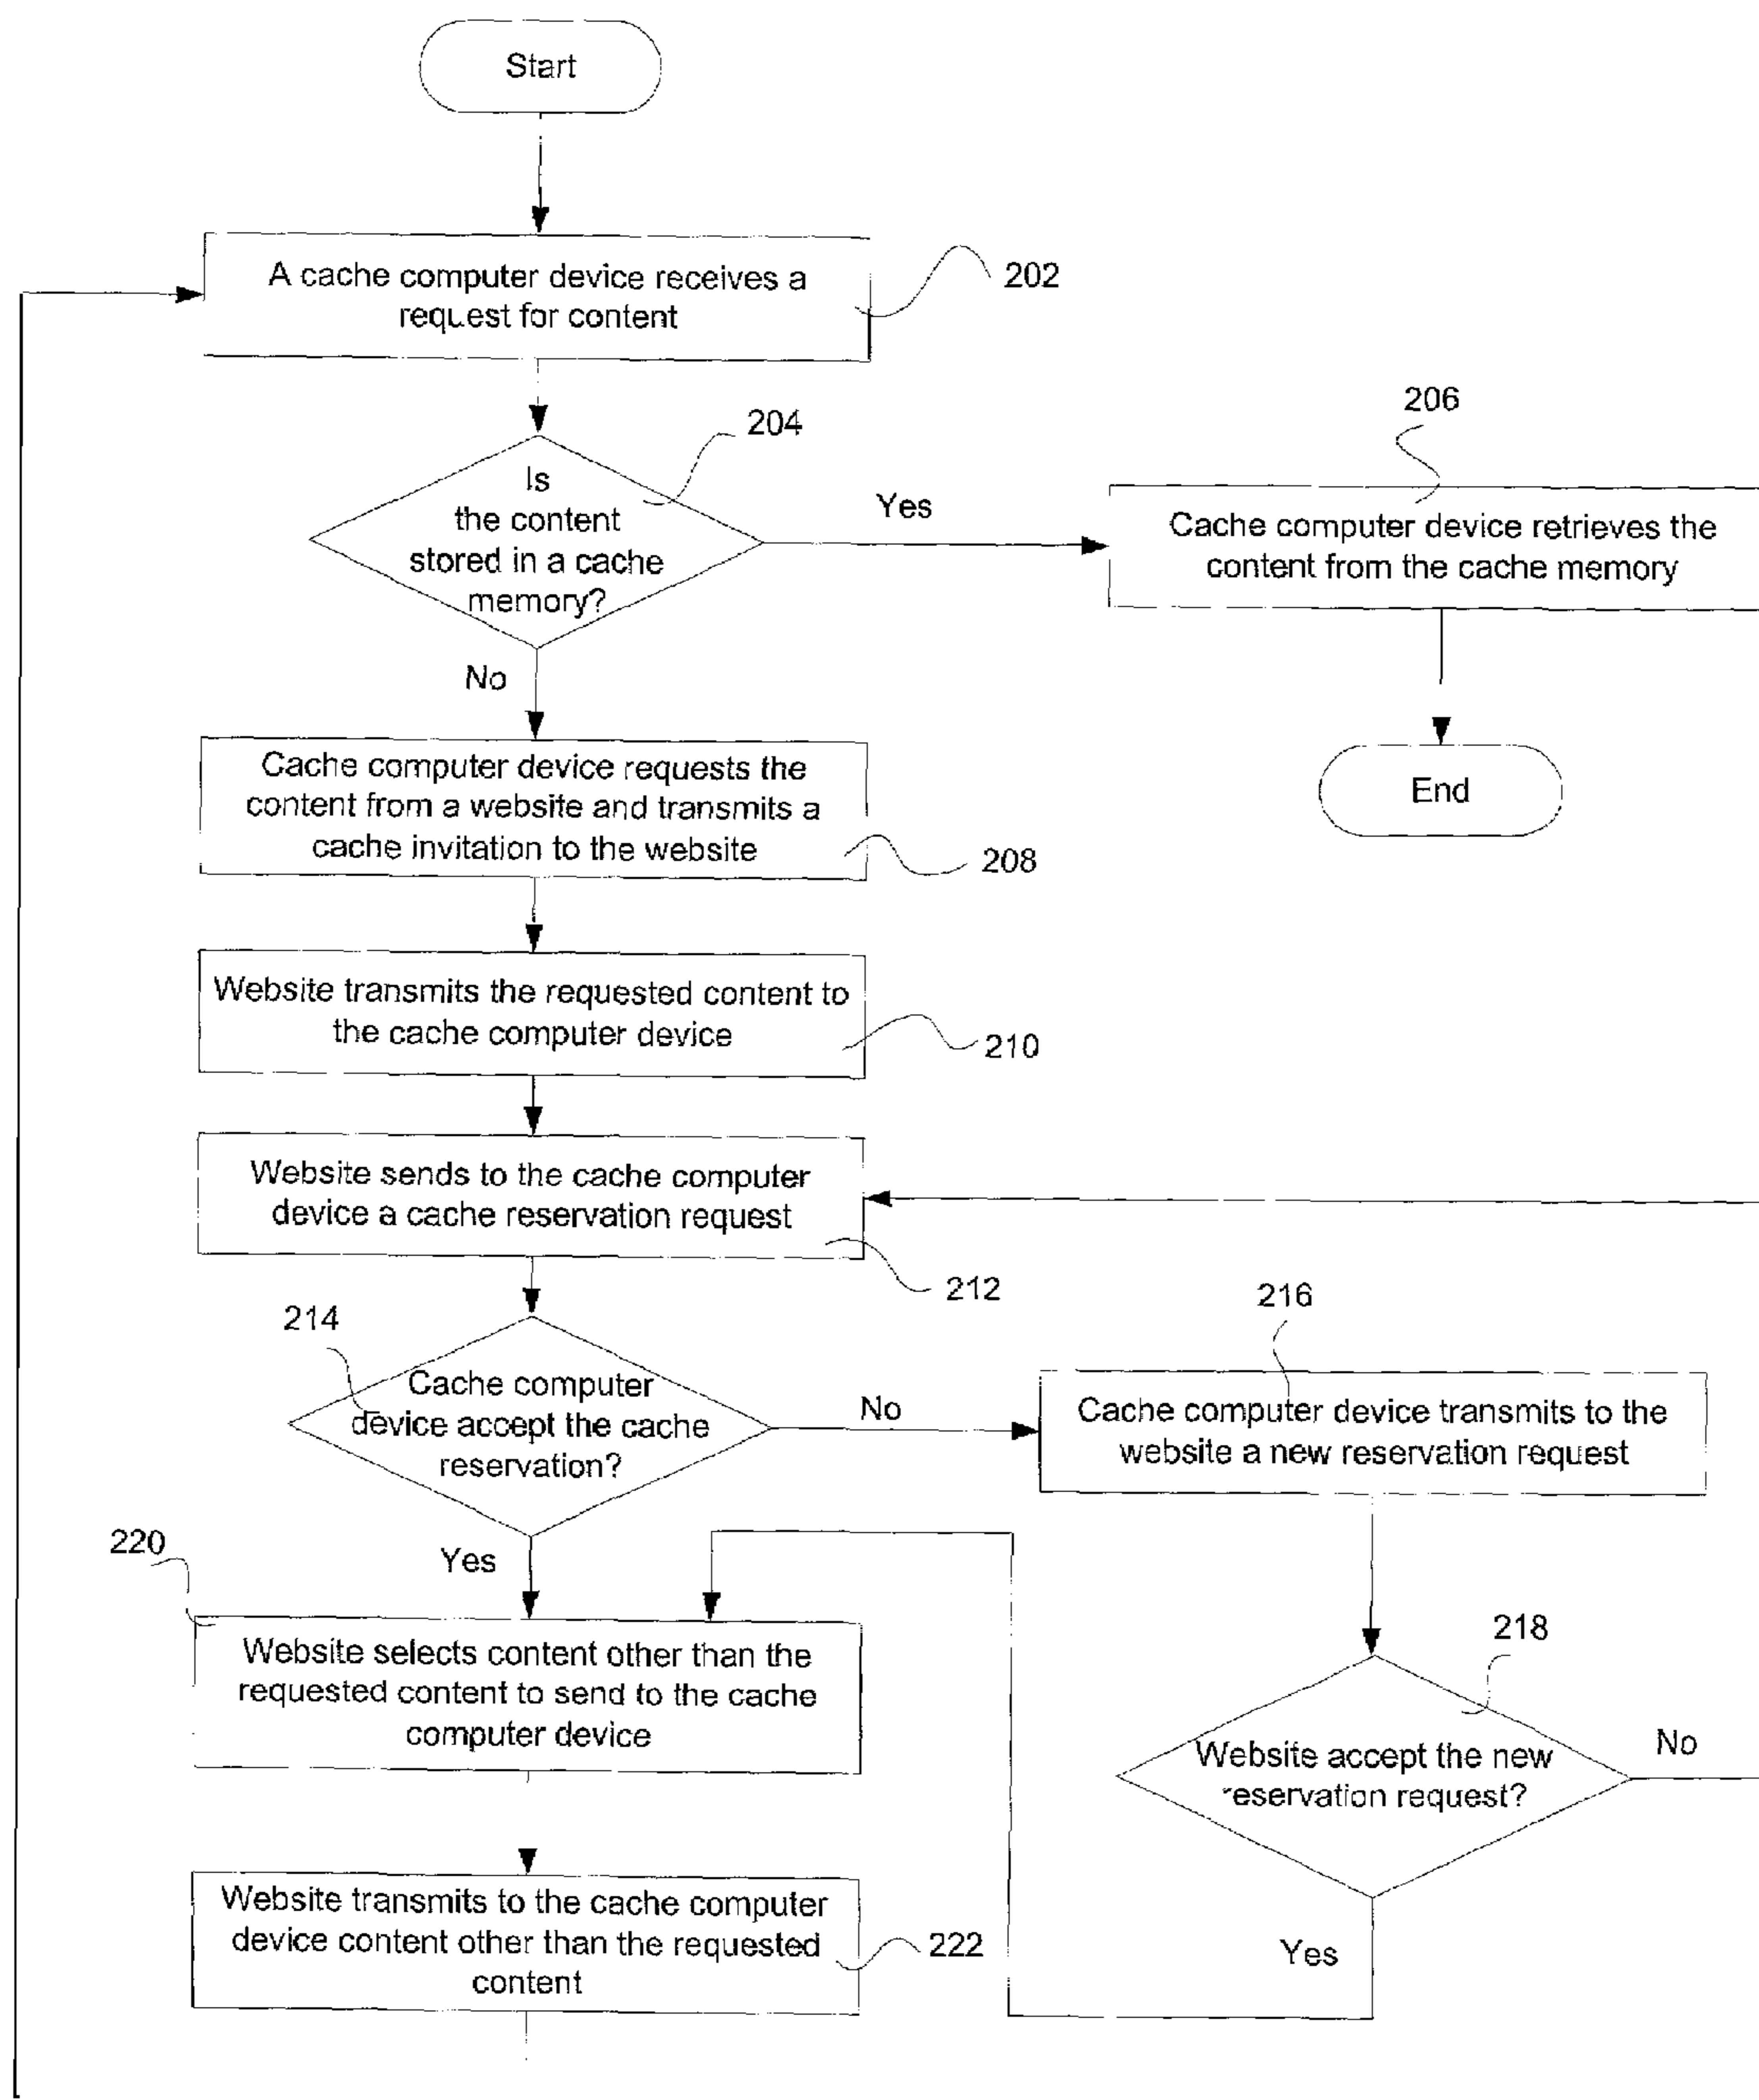 Start
A cache computer device receives a
request for content
202
204
Is
the content
stored in a cache
memory?
Yes
206
Cache computer device retrieves the
content from the cache memory
No
End
Cache computer device requests the
content from a website and transmits a
cache invitation to the website
208
Website transmits the requested content to
the cache computer device
210
Website sends to the cache computer
device a cache reservation request
212
214
Cache computer
device accept the cache
reservation?
No
216
Cache computer device transmits to the
website a new reservation request
Yes
220
Website selects content other than the
requested content to send to the cache
computer device
218
Website accept the new
reservation request?
No
Yes
Website transmits to the cache computer
device content other than the requested
content
222